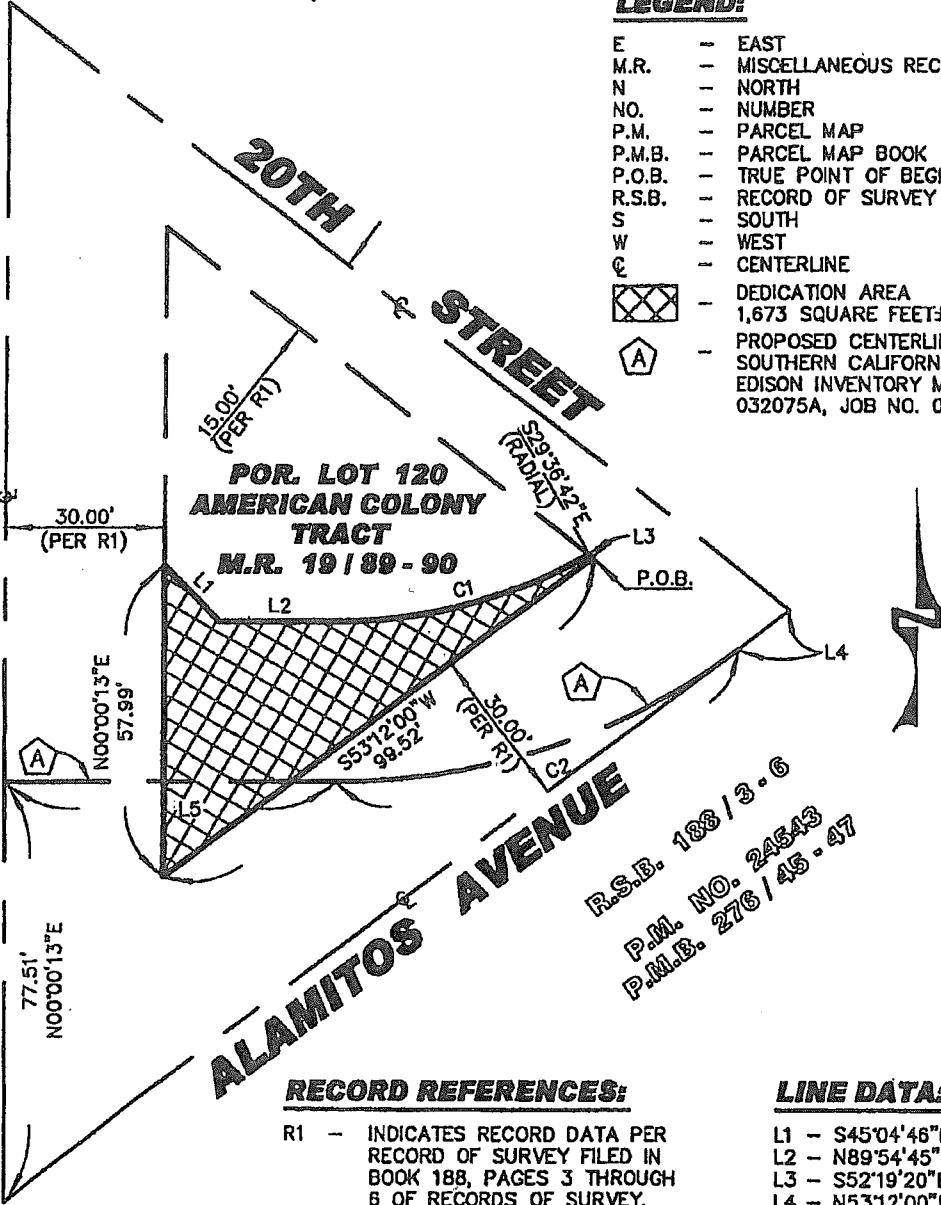 LEGEND:
E – EAST
M.R. – MISCELLANEOUS REC
N – NORTH
NO. – NUMBER
P.M. – PARCEL MAP
P.M.B. – PARCEL MAP BOOK
P.O.B. – TRUE POINT OF BEGI
R.S.B. – RECORD OF SURVEY
S – SOUTH
W – WEST
℄ – CENTERLINE
– DEDICATION AREA
1,673 SQUARE FEET±
A – PROPOSED CENTERLI
SOUTHERN CALIFORN
EDISON INVENTORY M
032075A, JOB NO. 0
20TH ℄ STREET
15.00'
(PER R1)
S29°36'42"E
(RADIAL)
POR. LOT 120
AMERICAN COLONY
TRACT
M.R. 19 / 89 - 90
℄
30.00'
(PER R1)
L3
P.O.B.
L1
L2
C1
L4
A
N00°00'13"E
57.99'
S53°12'00"W
99.52'
30.00'
(PER R1)
A
C2
L5
R.S.B. 188 / 3 - 6
P.M. NO. 24543
P.M.B. 276 / 45 - 47
℄
ALAMITOS AVENUE
77.51'
N00°00'13"E
RECORD REFERENCES:
R1 – INDICATES RECORD DATA PER
RECORD OF SURVEY FILED IN
BOOK 188, PAGES 3 THROUGH
6 OF RECORDS OF SURVEY.
LINE DATA:
L1 – S45°04'46"E
L2 – N89°54'45"
L3 – S52°19'20"E
L4 – N53°12'00"E